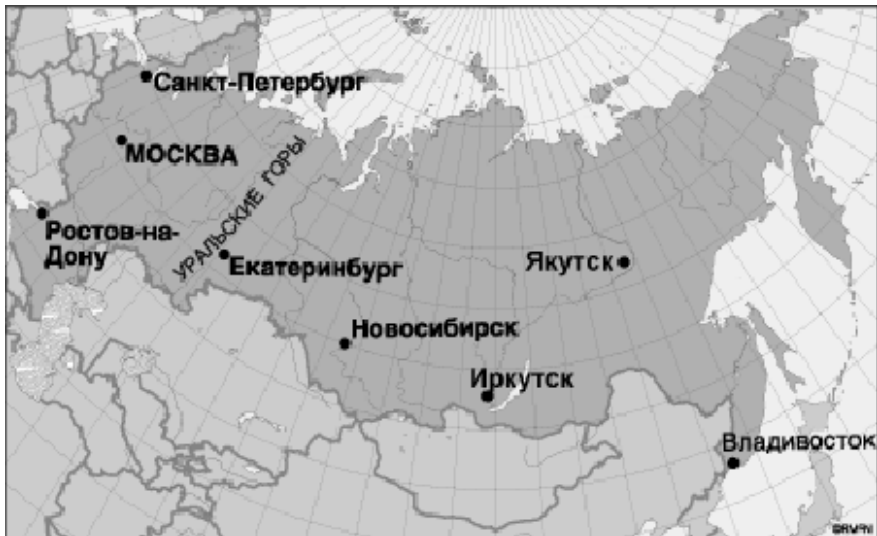 Санкт-Петербург
МОСКВА
УРАЛЬСКИЕ ГОРЫ
Ростов-на-
Дону
Екатеринбург
Якутск
Новосибирск
Иркутск
Владивосток